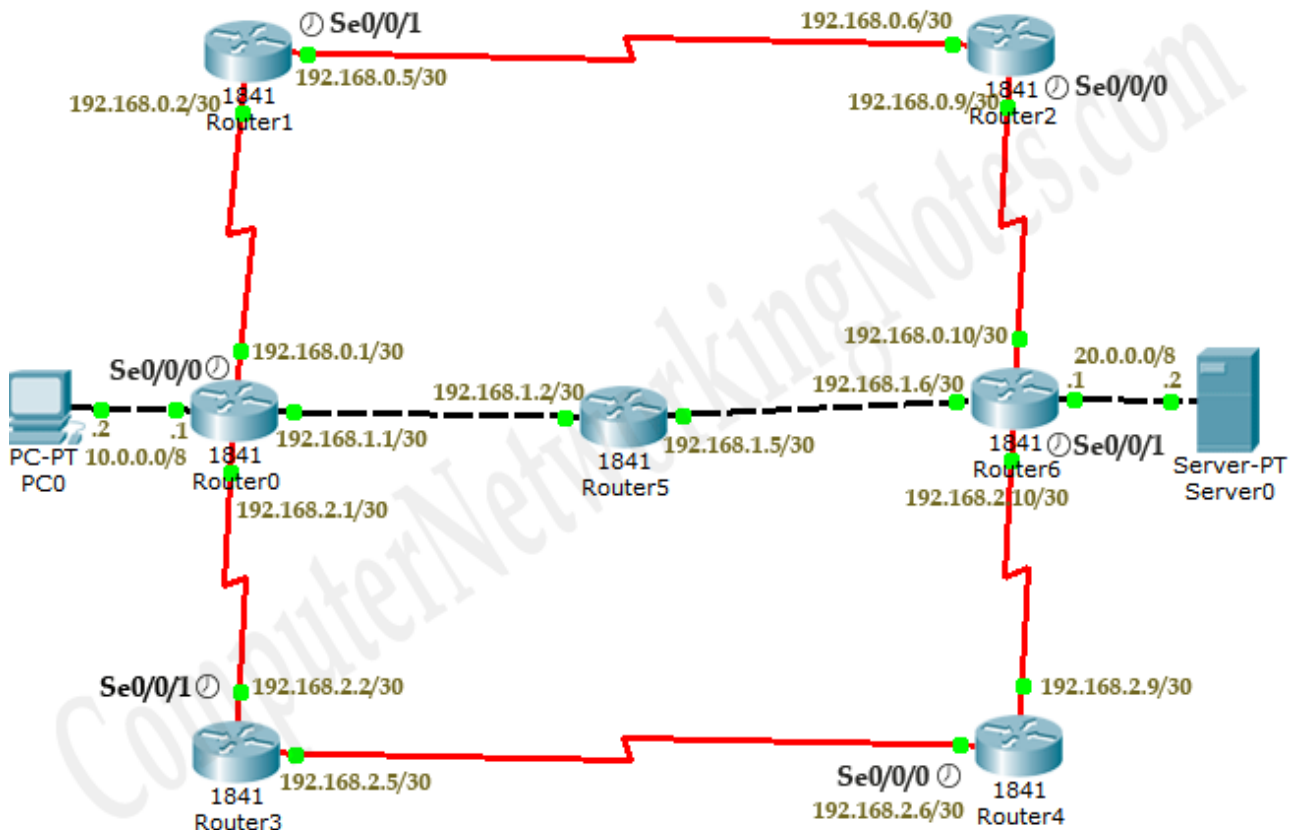 Se0/0/1
192.168.0.5/30
192.168.0.2/30
1841
Router1
192.168.0.6/30
1841
Router2
Se0/0/0
192.168.0.9/30
192.168.0.1/30
Se0/0/0
PC-PT
PC0
.2
.1
10.0.0.0/8
1841
Router0
192.168.1.1/30
192.168.2.1/30
192.168.1.2/30
1841
Router5
192.168.1.5/30
192.168.0.10/30
192.168.1.6/30
1841
Router6
Se0/0/1
192.168.2.10/30
20.0.0.0/8
.1
.2
Server-PT
Server0
Se0/0/1
192.168.2.2/30
1841
Router3
192.168.2.5/30
192.168.2.9/30
Se0/0/0
192.168.2.6/30
1841
Router4
ComputerNetworkingNotes.com